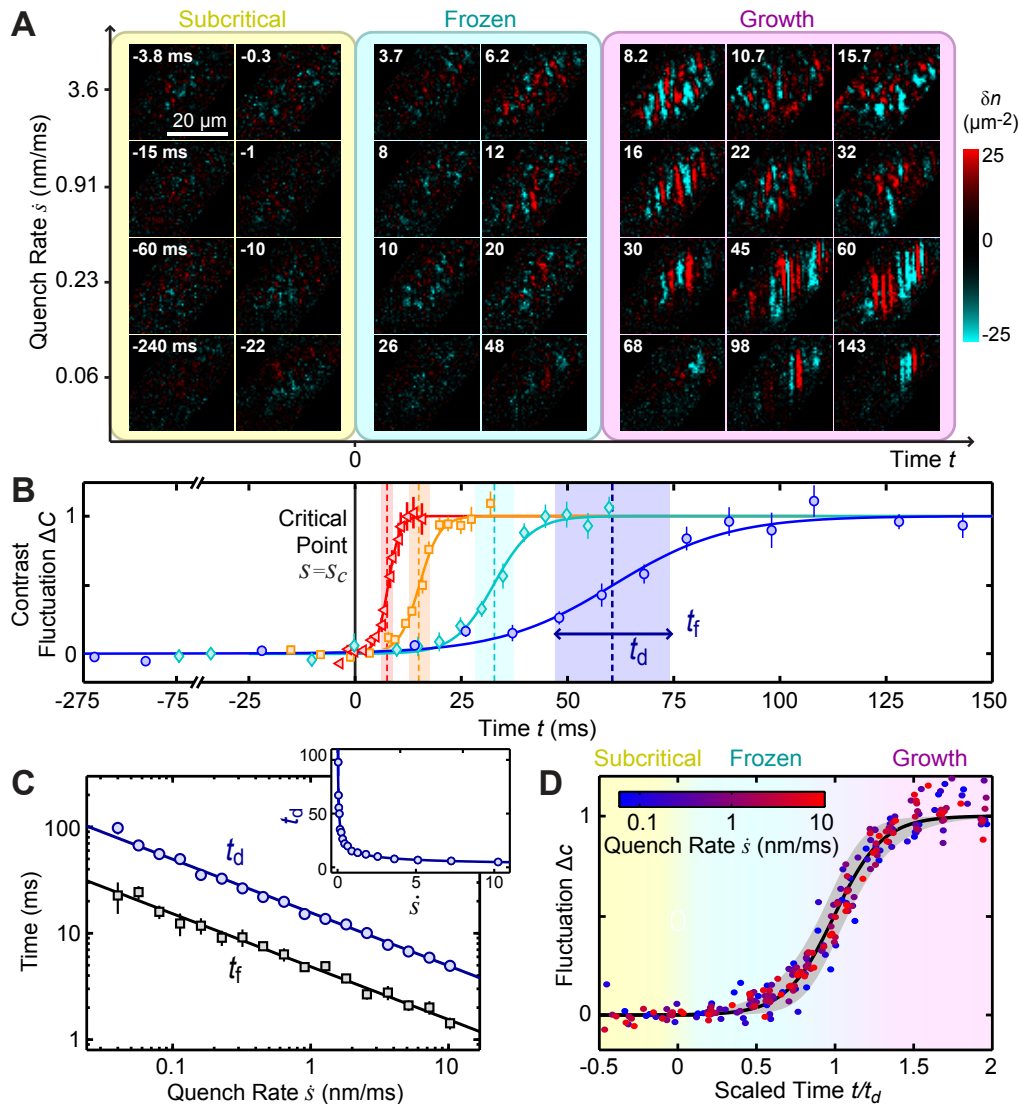 Subcritical Frozen Growth
A
-3.8 ms -0.3 3.7 6.2 8.2 10.7 15.7
20 µm
-15 ms -1 8 12 16 22 32
-60 ms -10 10 20 30 45 60
-240 ms -22 26 48 68 98 143
Quench Rate ṡ (nm/ms)
3.6
0.91
0.23
0.06
0
Time t
δn
(µm-2)
25
0
-25
B
Contrast
Fluctuation ΔC
1
0
Critical
Point
S=Sc
tf
td
-275 -75 -25 0 25 50 75 100 125 150
Time t (ms)
C
Time (ms)
100
10
1
td
tf
0.1 1 10
Quench Rate ṡ (nm/ms)
td
100
50
0
0 5 10
ṡ
Subcritical Frozen Growth
D
0.1 1 10
Quench Rate ṡ (nm/ms)
0
Fluctuation Δc
1
0
-0.5 0 0.5 1 1.5 2
Scaled Time t/td